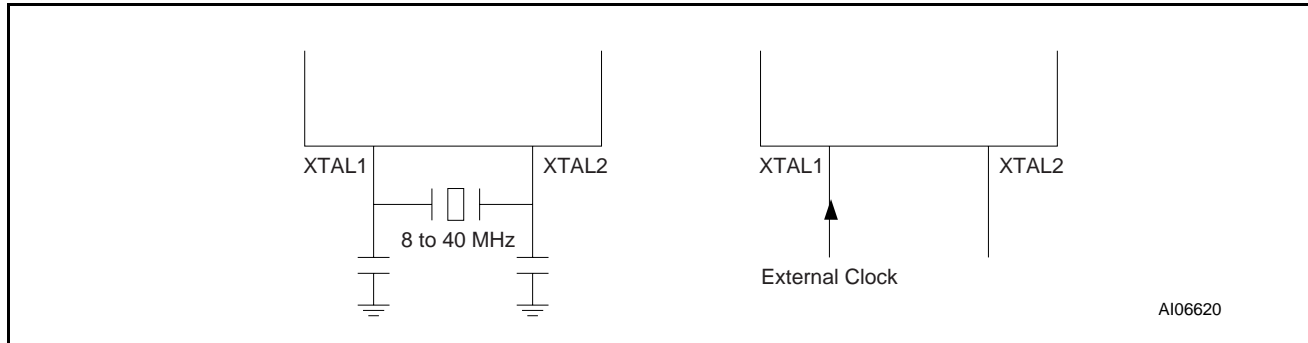 XTAL1
XTAL2
8 to 40 MHz
XTAL1
XTAL2
External Clock
AI06620